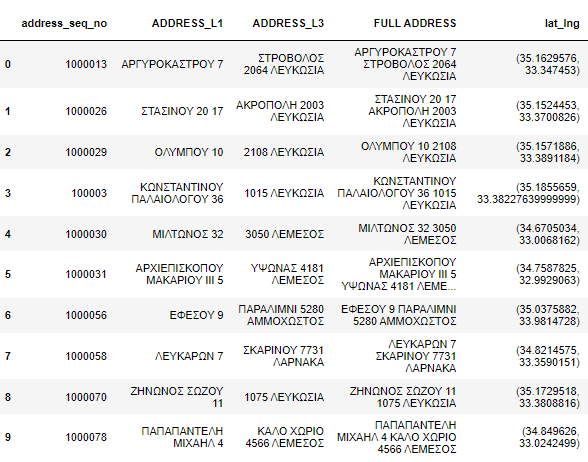 address_seq_no ADDRESS_L1 ADDRESS_L3 FULL ADDRESS lat_lng
0 1000013 ΑΡΓΥΡΟΚΑΣΤΡΟΥ 7 ΣΤΡΟΒΟΛΟΣ 2064 ΛΕΥΚΩΣΙΑ ΑΡΓΥΡΟΚΑΣΤΡΟΥ 7 ΣΤΡΟΒΟΛΟΣ 2064 ΛΕΥΚΩΣΙΑ (35.1629576, 33.347453)
1 1000026 ΣΤΑΣΙΝΟΥ 20 17 ΑΚΡΟΠΟΛΗ 2003 ΛΕΥΚΩΣΙΑ ΣΤΑΣΙΝΟΥ 20 17 ΑΚΡΟΠΟΛΗ 2003 ΛΕΥΚΩΣΙΑ (35.1524453, 33.3700826)
2 1000029 ΟΛΥΜΠΟΥ 10 2108 ΛΕΥΚΩΣΙΑ ΟΛΥΜΠΟΥ 10 2108 ΛΕΥΚΩΣΙΑ (35.1571886, 33.3891184)
3 100003 ΚΩΝΣΤΑΝΤΙΝΟΥ ΠΑΛΑΙΟΛΟΓΟΥ 36 1015 ΛΕΥΚΩΣΙΑ ΚΩΝΣΤΑΝΤΙΝΟΥ ΠΑΛΑΙΟΛΟΓΟΥ 36 1015 ΛΕΥΚΩΣΙΑ (35.1855659, 33.38227639999999)
4 1000030 ΜΙΛΤΩΝΟΣ 32 3050 ΛΕΜΕΣΟΣ ΜΙΛΤΩΝΟΣ 32 3050 ΛΕΜΕΣΟΣ (34.6705034, 33.0068162)
5 1000031 ΑΡΧΙΕΠΙΣΚΟΠΟΥ ΜΑΚΑΡΙΟΥ ΙΙΙ 5 ΥΨΩΝΑΣ 4181 ΛΕΜΕΣΟΣ ΑΡΧΙΕΠΙΣΚΟΠΟΥ ΜΑΚΑΡΙΟΥ ΙΙΙ 5 ΥΨΩΝΑΣ 4181 ΛΕΜΕ... (34.7587825, 32.9929063)
6 1000056 ΕΦΕΣΟΥ 9 ΠΑΡΑΛΙΜΝΙ 5280 ΑΜΜΟΧΩΣΤΟΣ ΕΦΕΣΟΥ 9 ΠΑΡΑΛΙΜΝΙ 5280 ΑΜΜΟΧΩΣΤΟΣ (35.0375882, 33.9814728)
7 1000058 ΛΕΥΚΑΡΩΝ 7 ΣΚΑΡΙΝΟΥ 7731 ΛΑΡΝΑΚΑ ΛΕΥΚΑΡΩΝ 7 ΣΚΑΡΙΝΟΥ 7731 ΛΑΡΝΑΚΑ (34.8214575, 33.3590151)
8 1000070 ΖΗΝΩΝΟΣ ΣΩΖΟΥ 11 1075 ΛΕΥΚΩΣΙΑ ΖΗΝΩΝΟΣ ΣΩΖΟΥ 11 1075 ΛΕΥΚΩΣΙΑ (35.1729518, 33.3808816)
9 1000078 ΠΑΠΑΠΑΝΤΕΛΗ ΜΙΧΑΗΛ 4 ΚΑΛΟ ΧΩΡΙΟ 4566 ΛΕΜΕΣΟΣ ΠΑΠΑΠΑΝΤΕΛΗ ΜΙΧΑΗΛ 4 ΚΑΛΟ ΧΩΡΙΟ 4566 ΛΕΜΕΣΟΣ (34.849626, 33.0242499)